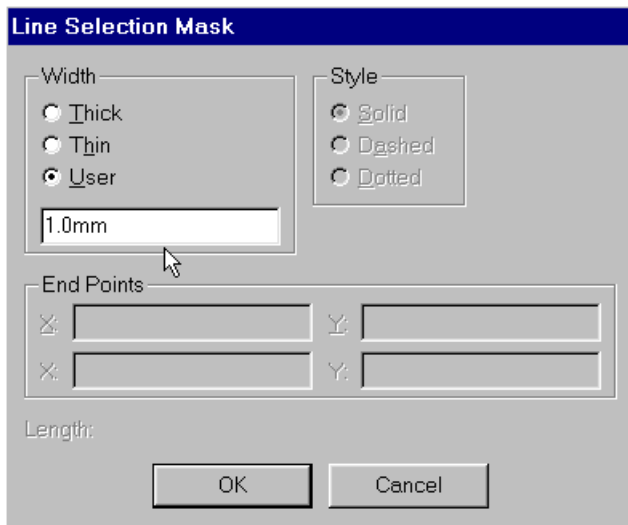 Line Selection Mask
Width
Thick
Thin
User
1.0mm
Style
Solid
Dashed
Dotted
End Points
X: Y:
X: Y:
Length:
OK Cancel